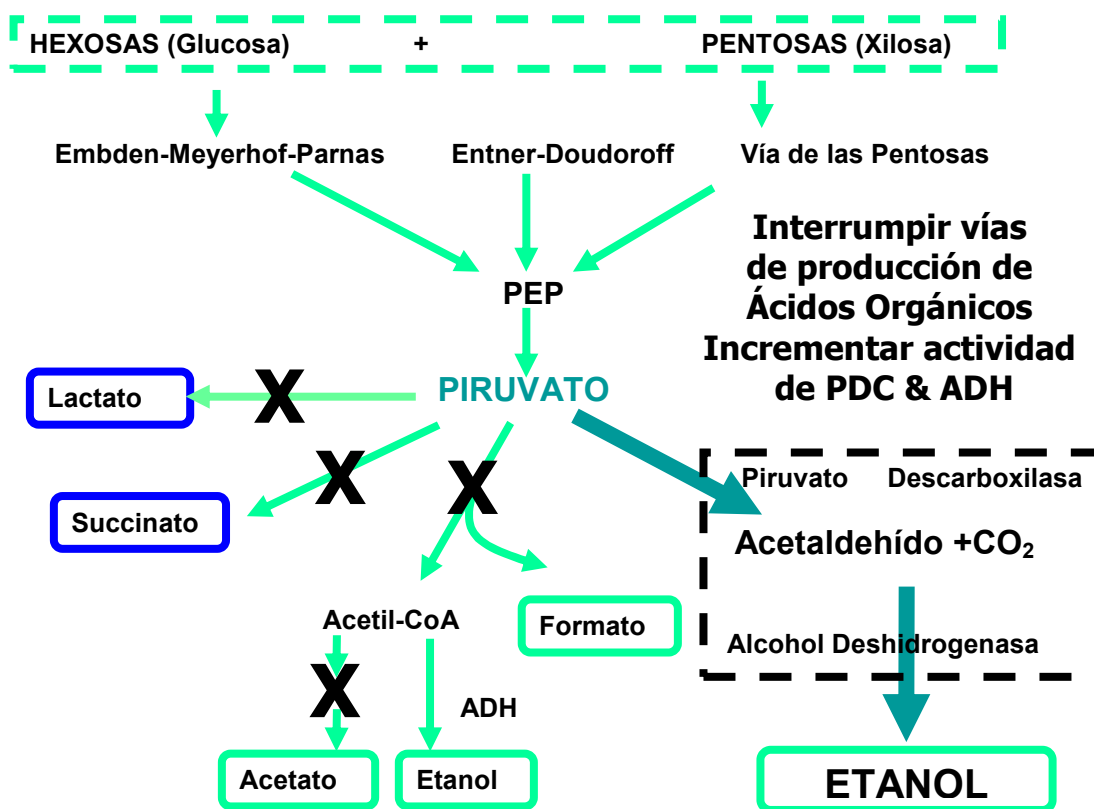 HEXOSAS (Glucosa) + PENTOSAS (Xilosa)
Embden-Meyerhof-Parnas Entner-Doudoroff Vía de las Pentosas
Interrumpir vías
de producción de
Ácidos Orgánicos
Incrementar actividad
de PDC & ADH
PEP
PIRUVATO
Lactato
X
X
X
Succinato
Piruvato Descarboxilasa
Acetaldehído +CO₂
Acetil-CoA
Formato
Alcohol Deshidrogenasa
X
ADH
Acetato
Etanol
ETANOL